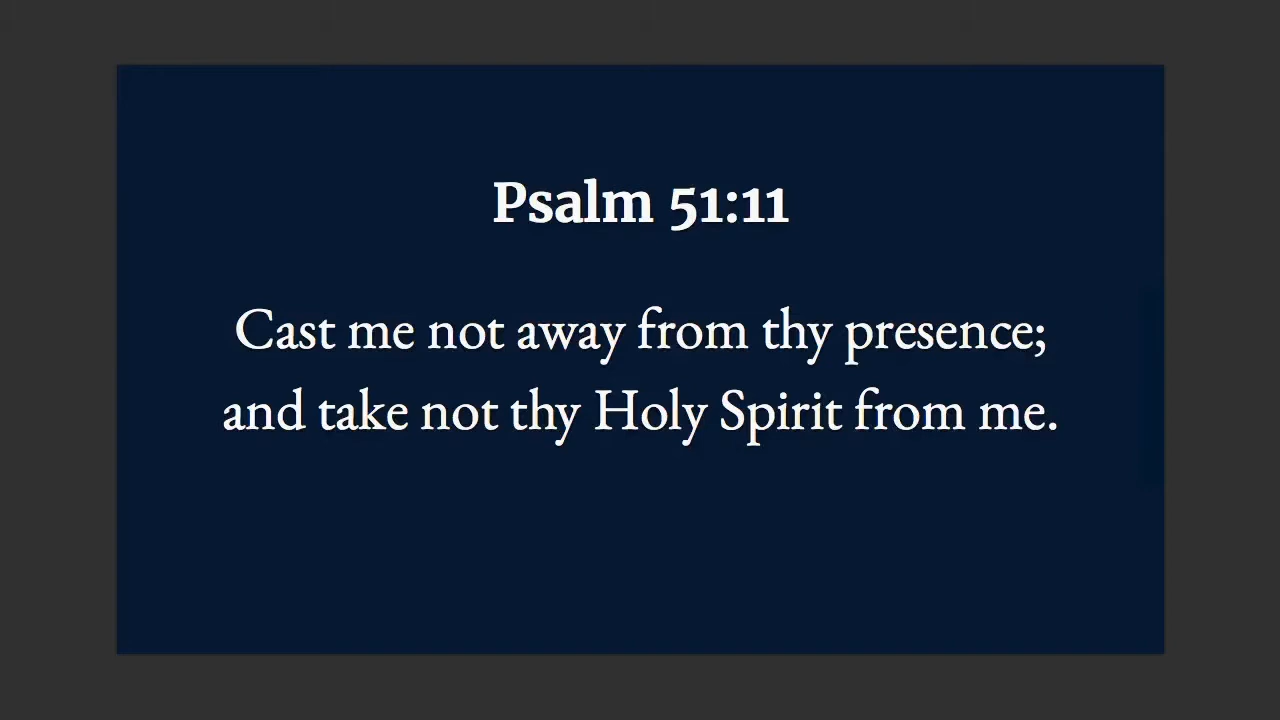 Psalm 51:11
Cast me not away from thy presence;
and take not thy Holy Spirit from me.